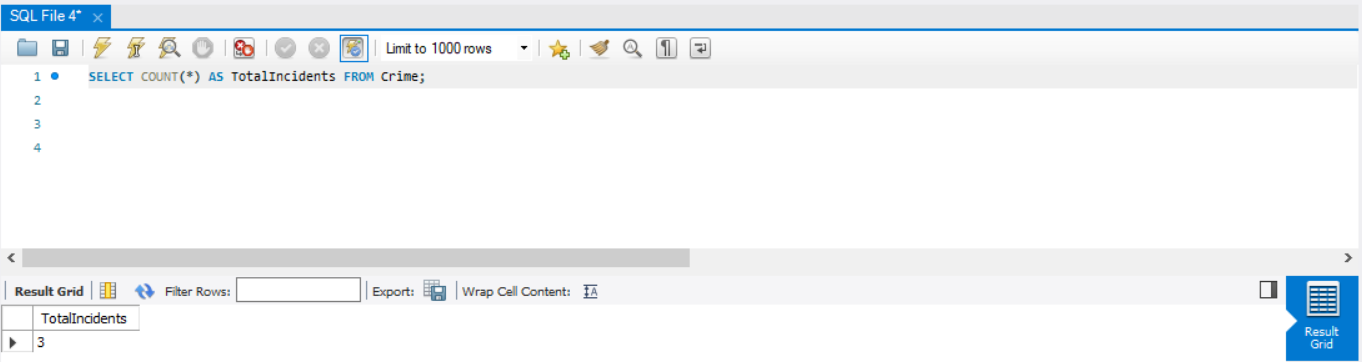 SQL File 4*
Limit to 1000 rows
1 SELECT COUNT(*) AS TotalIncidents FROM Crime;
2
3
4
Result Grid Filter Rows: Export: Wrap Cell Content: IA
TotalIncidents
3
Result
Grid